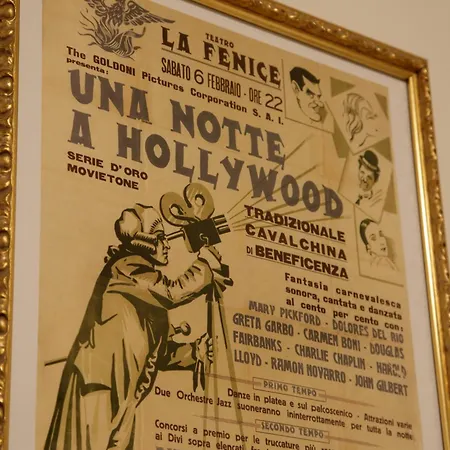 TEATRO
LA FENICE
SABATO 6 FEBBRAIO - ORE 22
The GOLDONI Pictures Corporation S. A. I.
presenta:
UNA NOTTE
A HOLLYWOOD
SERIE D'ORO
MOVIETONE
TRADIZIONALE
CAVALCHINA
DI BENEFICENZA
Fantasia carnevalesca
sonora, cantata e danzata
al cento per cento con:
MARY PICKFORD - DOLORES DEL RIO
GRETA GARBO - CARMEN BONI - DOUGLAS
FAIRBANKS - CHARLIE CHAPLIN - HAROLD
LLOYD - RAMON NOVARRO - JOHN GILBERT
PRIMO TEMPO
Danze in platea e sul palcoscenico - Attrazioni varie
Due Orchestre Jazz suoneranno ininterrottamente per tutta la notte
SECONDO TEMPO
Concorsi a premio per le truccature più
ai Divi sopra elencati